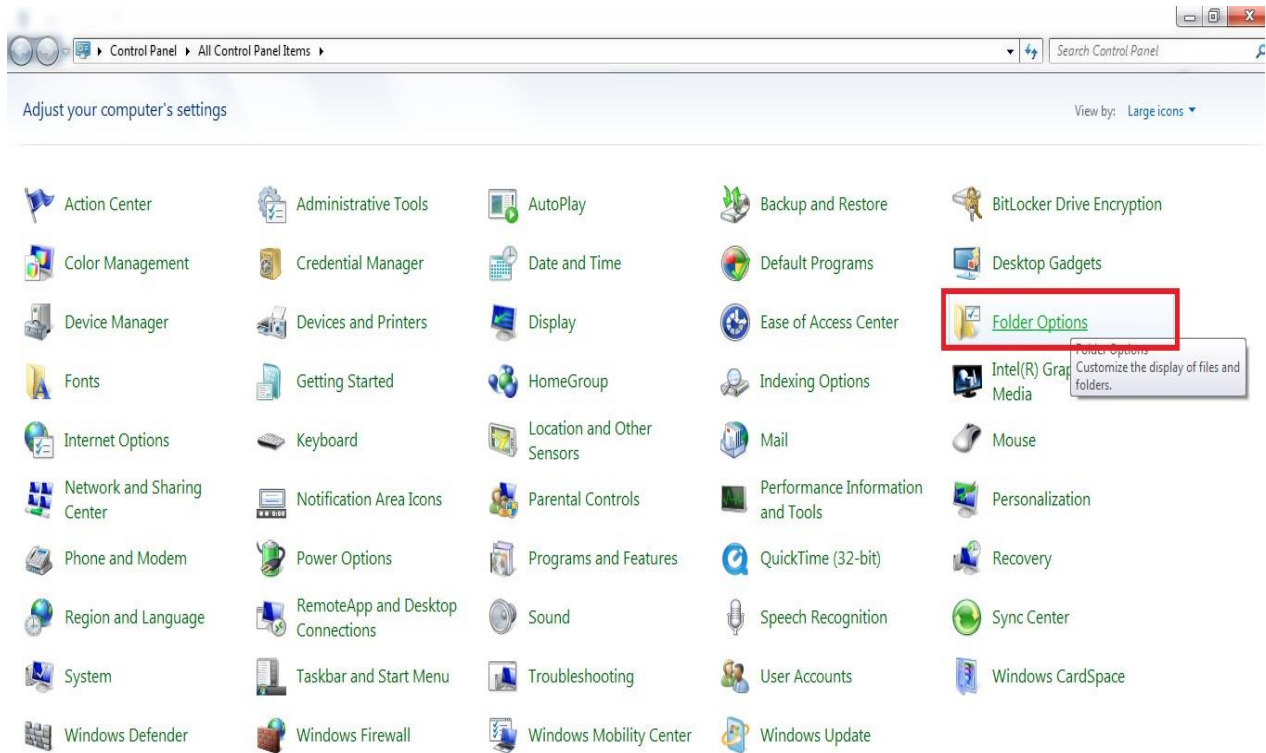 Control Panel ▸ All Control Panel Items ▸
Search Control Panel
Adjust your computer's settings
View by: Large icons
Action Center
Administrative Tools
AutoPlay
Backup and Restore
BitLocker Drive Encryption
Color Management
Credential Manager
Date and Time
Default Programs
Desktop Gadgets
Device Manager
Devices and Printers
Display
Ease of Access Center
Folder Options
Folder Options
Customize the display of files and
folders.
Fonts
Getting Started
HomeGroup
Indexing Options
Intel(R)
Media
Internet Options
Keyboard
Location and Other
Sensors
Mail
Mouse
Network and Sharing
Center
Notification Area Icons
Parental Controls
Performance Information
and Tools
Personalization
Phone and Modem
Power Options
Programs and Features
QuickTime (32-bit)
Recovery
Region and Language
RemoteApp and Desktop
Connections
Sound
Speech Recognition
Sync Center
System
Taskbar and Start Menu
Troubleshooting
User Accounts
Windows CardSpace
Windows Defender
Windows Firewall
Windows Mobility Center
Windows Update